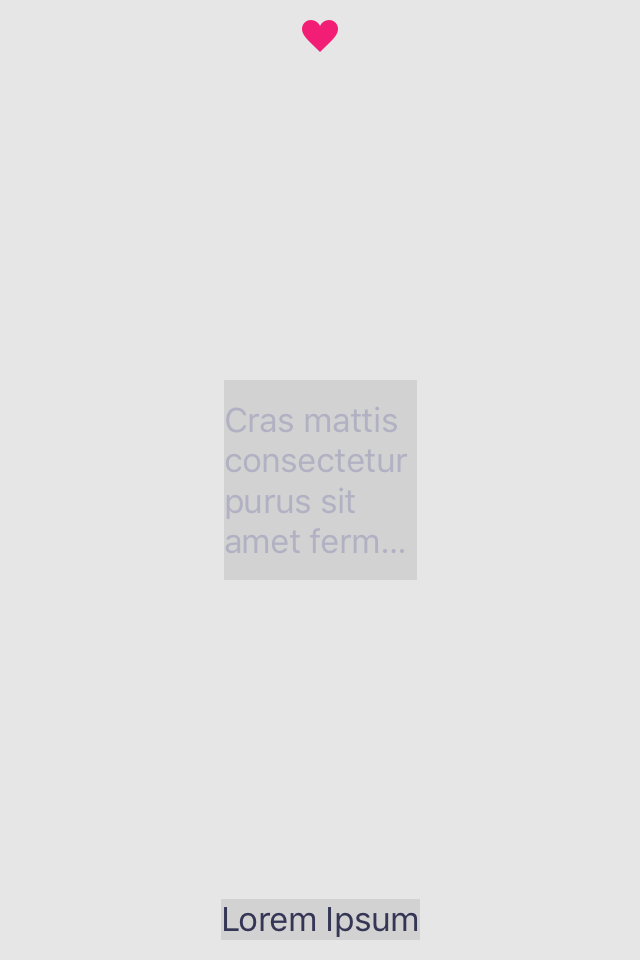 Cras mattis
consectetur
purus sit
amet ferm...
Lorem Ipsum